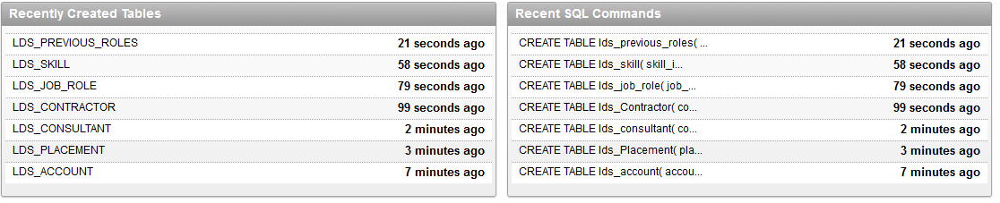 Recently Created Tables
LDS_PREVIOUS_ROLES 21 seconds ago
LDS_SKILL 58 seconds ago
LDS_JOB_ROLE 79 seconds ago
LDS_CONTRACTOR 99 seconds ago
LDS_CONSULTANT 2 minutes ago
LDS_PLACEMENT 3 minutes ago
LDS_ACCOUNT 7 minutes ago
Recent SQL Commands
CREATE TABLE lds_previous_roles( ... 21 seconds ago
CREATE TABLE lds_skill( skill_i... 58 seconds ago
CREATE TABLE lds_job_role( job_... 79 seconds ago
CREATE TABLE lds_Contractor( co... 99 seconds ago
CREATE TABLE lds_consultant( co... 2 minutes ago
CREATE TABLE lds_Placement( pla... 3 minutes ago
CREATE TABLE lds_account( accou... 7 minutes ago